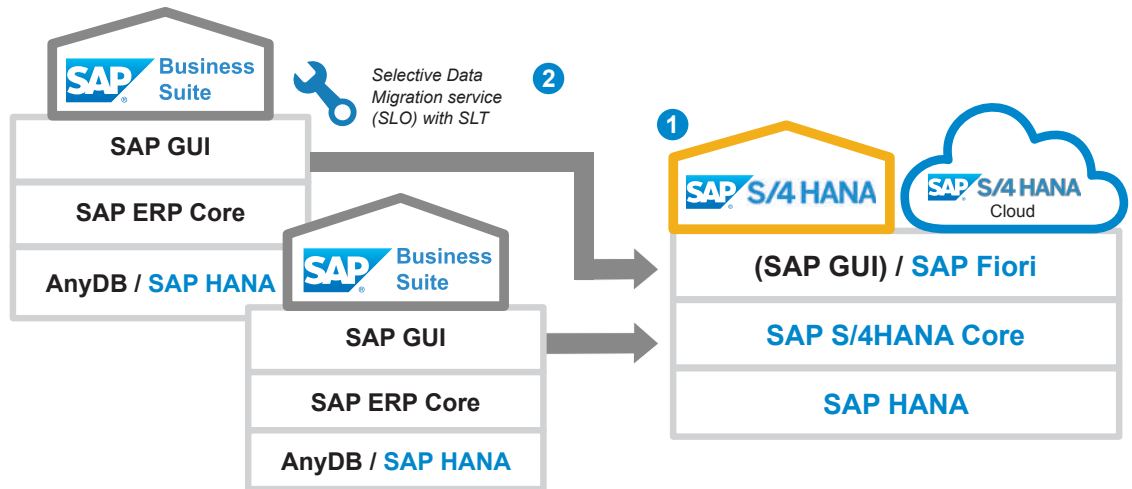 SAP
®
Business
Suite
SAP GUI
SAP ERP Core
AnyDB / SAP HANA
Selective Data
Migration service
(SLO) with SLT
2
SAP
®
Business
Suite
SAP GUI
SAP ERP Core
AnyDB / SAP HANA
1
SAP S/4 HANA
SAP S/4 HANA
Cloud
(SAP GUI) / SAP Fiori
SAP S/4HANA Core
SAP HANA